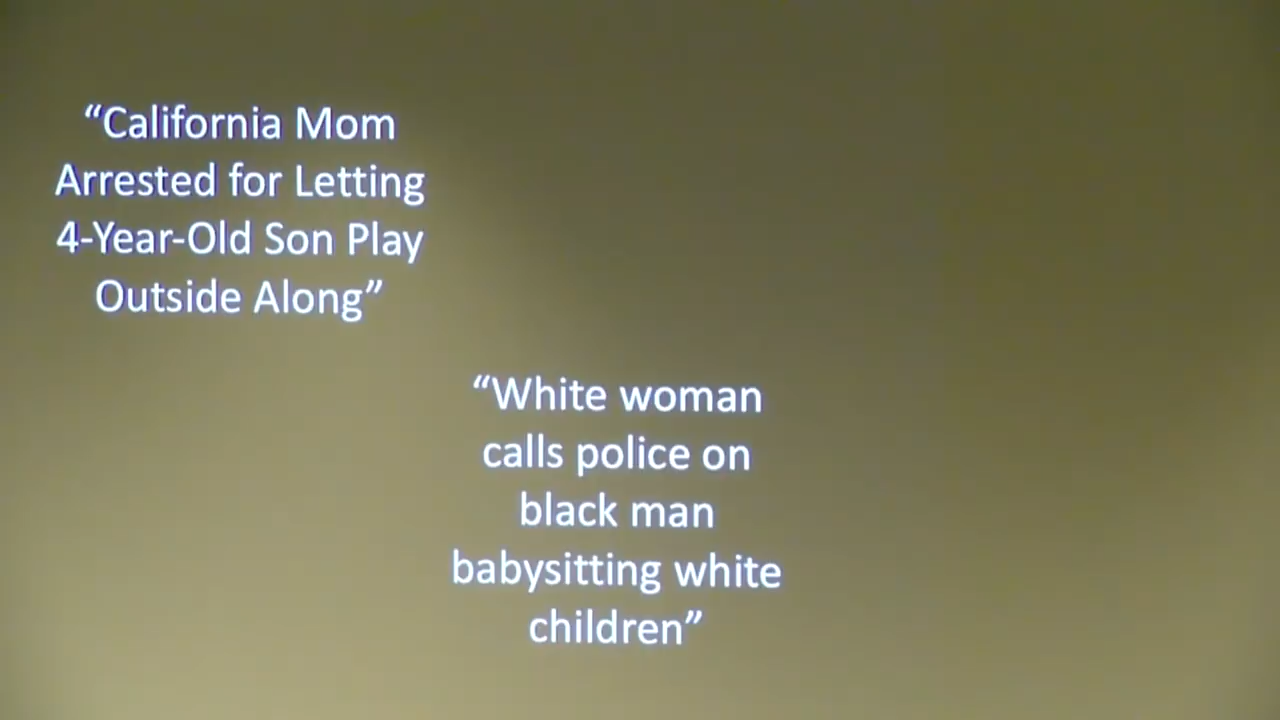 “California Mom
Arrested for Letting
4-Year-Old Son Play
Outside Along”
“White woman
calls police on
black man
babysitting white
children”